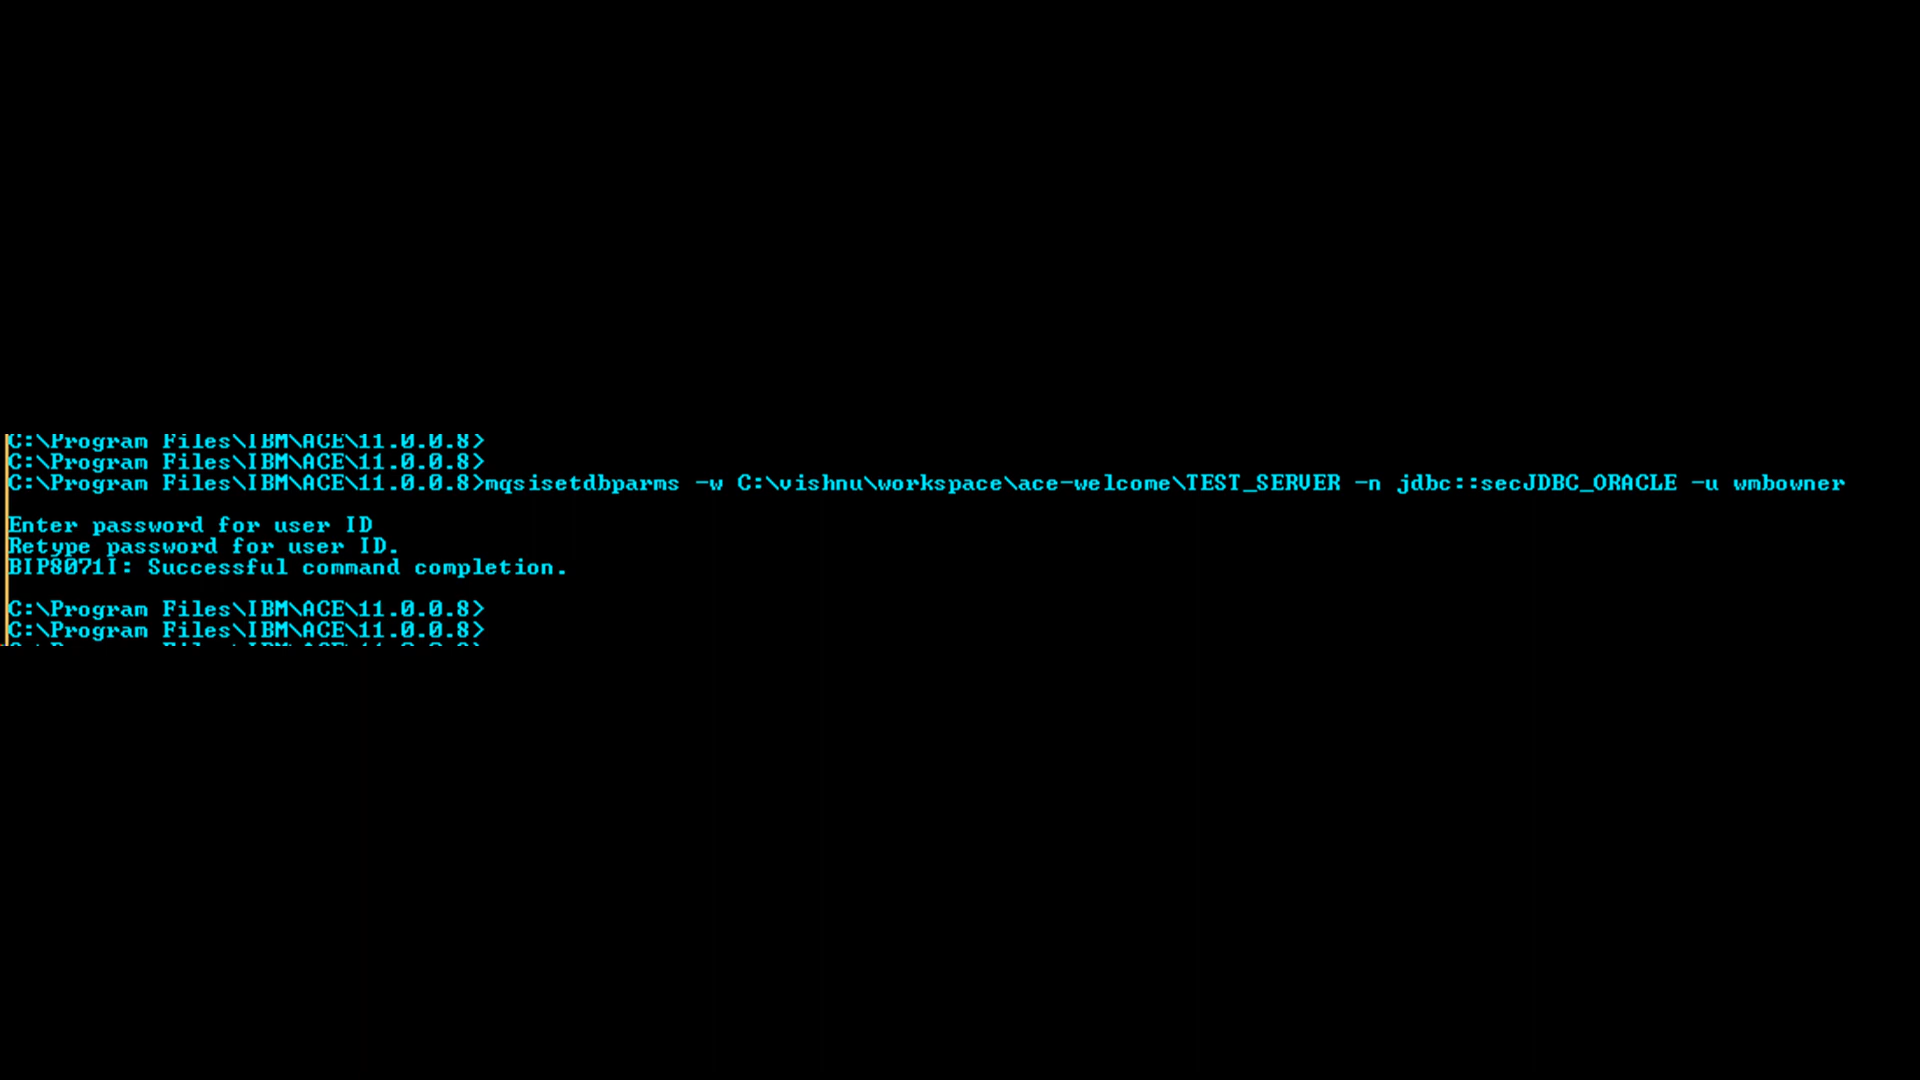 C:\Program Files\IBM\ACE\11.0.0.8>
C:\Program Files\IBM\ACE\11.0.0.8>
C:\Program Files\IBM\ACE\11.0.0.8>mqsisetdbparms -w C:\vishnu\workspace\ace-welcome\TEST_SERVER -n jdbc::secJDBC_ORACLE -u wmbowner
Enter password for user ID
Retype password for user ID.
BIP8071I: Successful command completion.
C:\Program Files\IBM\ACE\11.0.0.8>
C:\Program Files\IBM\ACE\11.0.0.8>